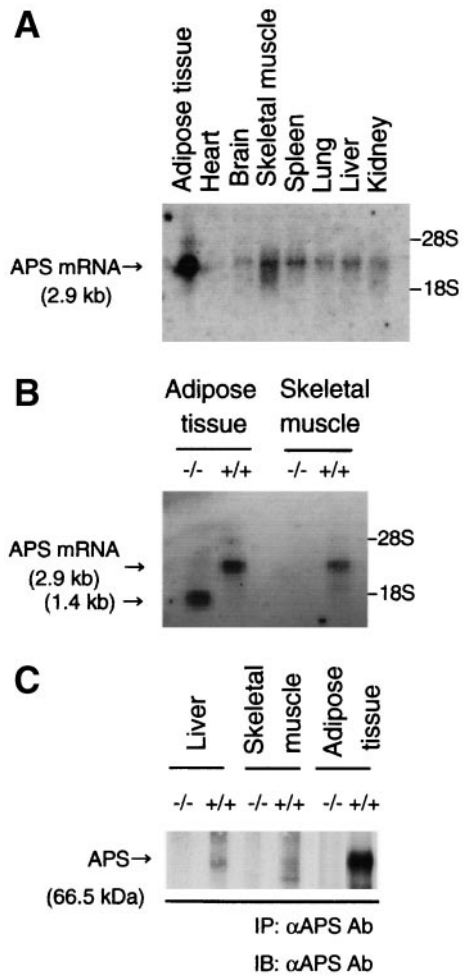 A
Adipose tissue
Heart
Brain
Skeletal muscle
Spleen
Lung
Liver
Kidney
APS mRNA→
(2.9 kb)
-28S
-18S
B
Adipose tissue
Skeletal muscle
-/- +/+ -/- +/+
APS mRNA
(2.9 kb) →
(1.4 kb) →
-28S
-18S
C
Liver
Skeletal muscle
Adipose tissue
-/- +/+ -/- +/+ -/- +/+
APS→
(66.5 kDa)
IP: αAPS Ab
IB: αAPS Ab